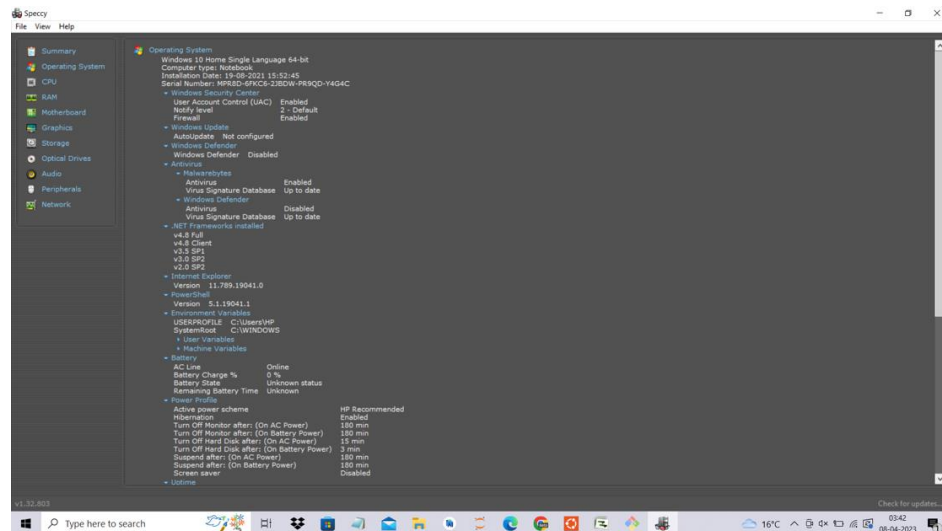 Speccy
File View Help
Summary
Operating System
CPU
RAM
Motherboard
Graphics
Storage
Optical Drives
Audio
Peripherals
Network
Operating System
Windows 10 Home Single Language 64-bit
Computer type: Notebook
Installation Date: 19-08-2021 15:52:45
Serial Number: MPR8D-6FKC6-2JBDW-PR9QD-Y4G4C
Windows Security Center
User Account Control (UAC) Enabled
Notify level 2 - Default
Firewall Enabled
Windows Update
AutoUpdate Not configured
Windows Defender
Windows Defender Disabled
Antivirus
Malwarebytes
Antivirus Enabled
Virus Signature Database Up to date
Windows Defender
Antivirus Disabled
Virus Signature Database Up to date
.NET Frameworks installed
v4.8 Full
v4.8 Client
v3.5 SP1
v3.0 SP2
v2.0 SP2
Internet Explorer
Version 11.789.19041.0
PowerShell
Version 5.1.19041.1
Environment Variables
USERPROFILE C:\Users\HP
SystemRoot C:\WINDOWS
User Variables
Machine Variables
Battery
AC Line Online
Battery Charge % 0 %
Battery State Unknown status
Remaining Battery Time Unknown
Power Profile
Active power scheme HP Recommended
Hibernation Enabled
Turn Off Monitor after: (On AC Power) 180 min
Turn Off Monitor after: (On Battery Power) 180 min
Turn Off Hard Disk after: (On AC Power) 15 min
Turn Off Hard Disk after: (On Battery Power) 3 min
Suspend after: (On AC Power) 180 min
Suspend after: (On Battery Power) 180 min
Screen saver Disabled
Uptime
v1.32.803
Check for updates...
Type here to search
16°C
03:42
08-04-2023